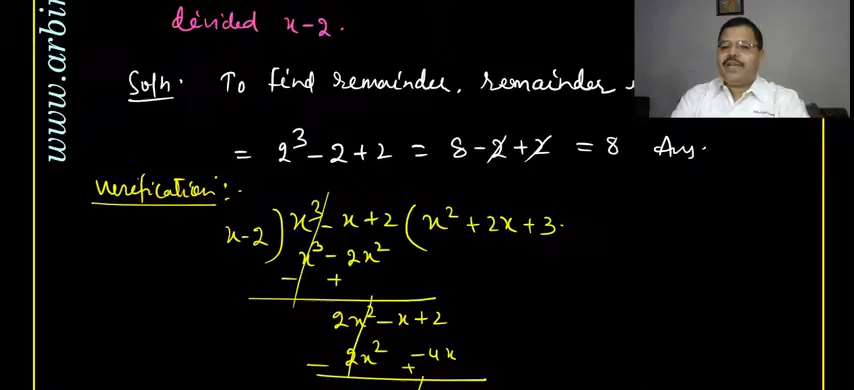 divided x-2.
www.arbin
Soln. To find remainder, remainder
= 2³ - 2 + 2 = 8 - 2 + 2 = 8 Ans.
Verification:-
x-2) x³ - x + 2 (x² + 2x + 3.
x³ - 2x²
- +
2x² - x + 2
2x² - 4x
- +